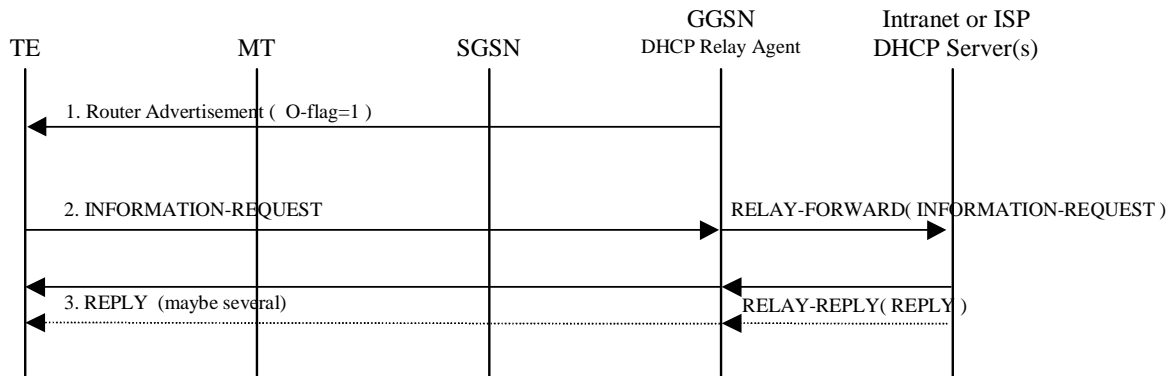 GGSN
Intranet or ISP
TE
MT
SGSN
DHCP Relay Agent
DHCP Server(s)
1. Router Advertisement ( O-flag=1 )
2. INFORMATION-REQUEST
RELAY-FORWARD( INFORMATION-REQUEST )
3. REPLY (maybe several)
RELAY-REPLY( REPLY )